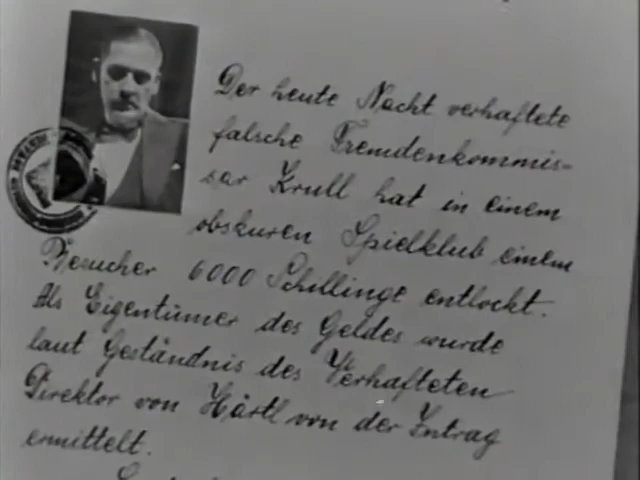 Der heute Nacht verhaftete
falsche Fremdenkommis-
sar Krull hat in einem
obskuren Spielklub einem
Besucher 6000 Schillinge entlockt.
Als Eigentümer des Geldes wurde
laut Geständnis des Verhafteten
Direktor von Härtl von der Intrag
ermittelt.